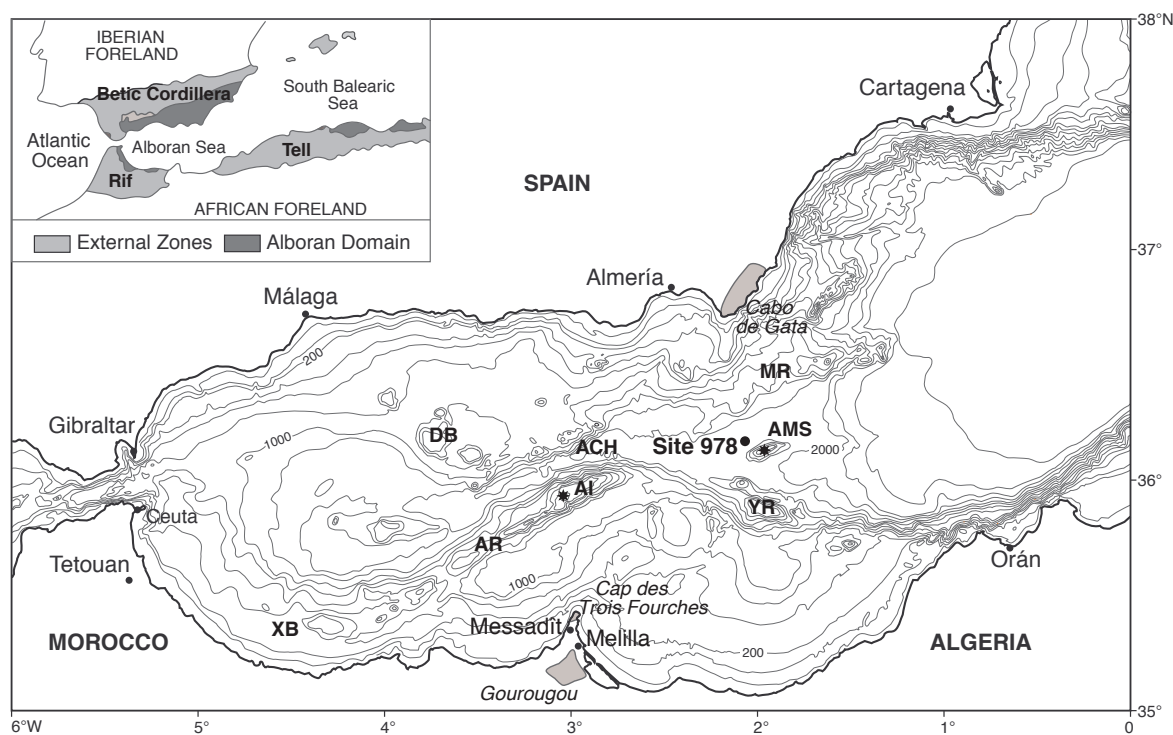 38°N
IBERIAN
FORELAND
Betic Cordillera
South Balearic
Sea
Atlantic
Ocean
Alboran Sea
Tell
Rif
AFRICAN FORELAND
External Zones
Alboran Domain
SPAIN
Cartagena
37°
Almería
Málaga
Cabo
de Gata
200
MR
Gibraltar
1000
DB
ACH
Site 978
AMS
2000
36°
AI
YR
Ceuta
AR
Tetouan
Orán
1000
Cap des
Trois Fourches
XB
Messadit
Melilla
MOROCCO
200
ALGERIA
Gourougou
35°
6°W
5°
4°
3°
2°
1°
0